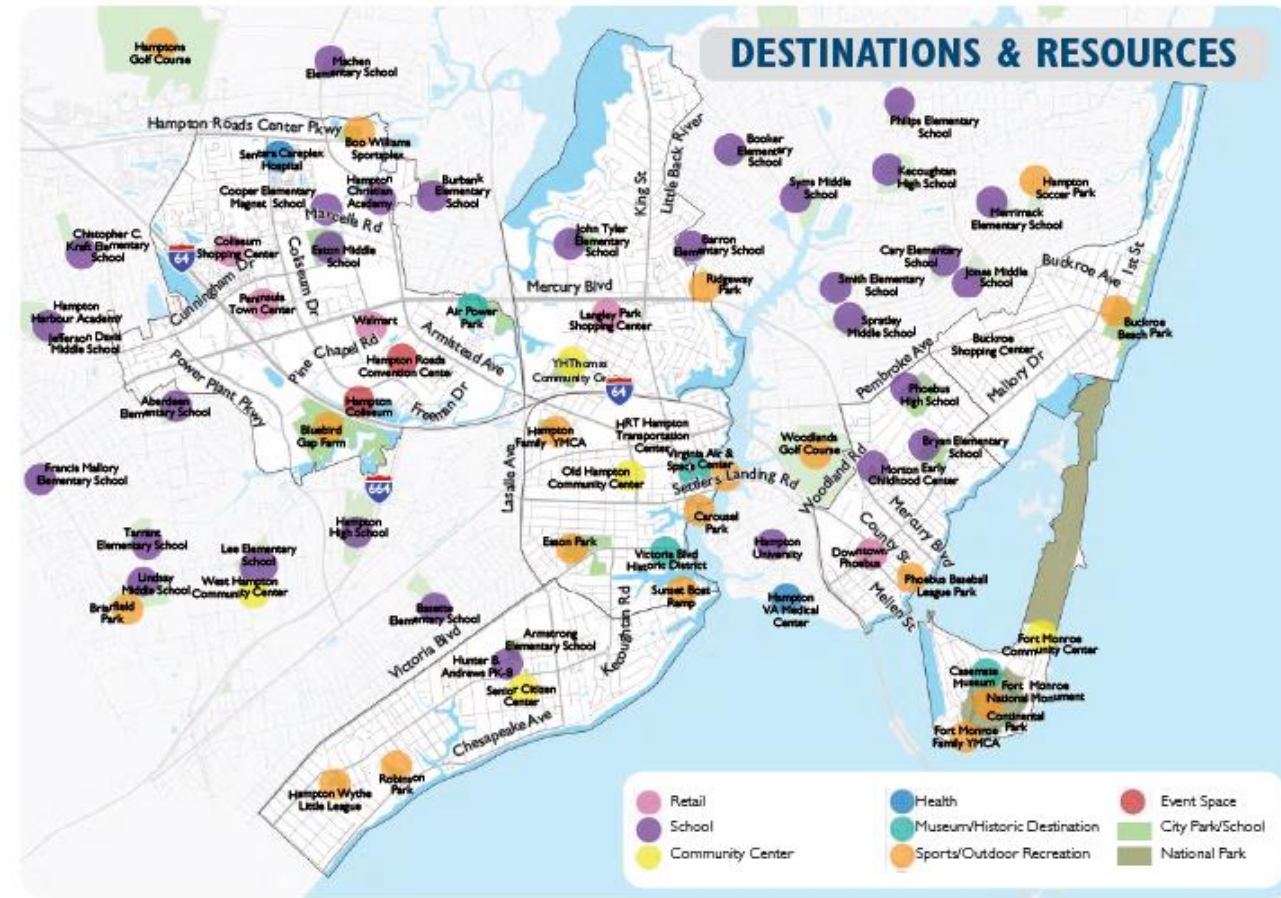 DESTINATIONS & RESOURCES
Hamptons
Golf Course
Machen
Elementary School
Hampton Roads Center Pkwy
Boo Williams
Sportsplex
Sentara Careplex
Hospital
Hampton
Christian
Academy
Burbank
Elementary
School
Cooper Elementary
Magnet School
Marcella Rd
Chistopher C.
Kraft Elementary
School
64
Coliseum
Shopping Center
Coliseum Dr
Eaton Middle
School
Cunningham Dr
Peninsula
Town Center
Hampton
Harbour Academy
Jefferson Davis
Middle School
Walmart
Pine Chapel Rd
Armistead Ave
Air Power
Park
Hampton Roads
Convention Cente
Power Plant Pkwy
Freeman Dr
Hampton
Coliseum
Aberdeen
Elementary School
Bluebird
Gap Farm
664
Francis Mallory
Elementary School
Hampton
High School
Tarrant
Elementary School
Lee Elementary
School
Lindsay
Middle School
West Hampton
Community Center
Briarfield
Park
King St
Little Back River
John Tyler
Elementary
School
Barron
Elementary School
Mercury Blvd
Ridgeway
Park
Langley Park
Shopping Center
YH Thomas
Community Ce
64
Lasalle Ave
Hampton
Family YMCA
HRT Hampton
Transportation
Center
Virginia Air &
Space Center
Old Hampton
Community Center
Settlers Landing Rd
Carousel
Park
Eason Park
Victoria Blvd
Historic District
Sunset Boat
Ramp
Kecoughtan Rd
Victoria Blvd
Armstrong
Elementary School
Hunter B.
Andrews PK-8
Senior Citizen
Center
Chesapeake Ave
Robinson
Park
Hampton Wythe
Little League
Booker
Elementary
School
Philips Elementary
School
Syms Middle
School
Kecoughtan
High School
Hampton
Soccer Park
Merrimack
Elementary School
Cary Elementary
School
Jones Middle
School
Smith Elementary
School
Spratley
Middle School
Buckroe Ave
1st St
Buckroe
Beach Park
Buckroe
Shopping Center
Mallory Dr
Pembroke Ave
Phoebus
High School
Woodlands
Golf Course
Woodland Rd
Bryan Elementary
School
Morton Early
Childhood Center
Mercury Blvd
County St
Mellen St
Hampton
University
Hampton
VA Medical
Center
Downtown
Phoebus
Phoebus Baseball
League Park
Fort Monroe
Community Center
Casemate
Museum
Fort Monroe
National Monument
Continental
Park
Fort Monroe
Family YMCA
Retail
School
Community Center
Health
Museum/Historic Destination
Sports/Outdoor Recreation
Event Space
City Park/School
National Park